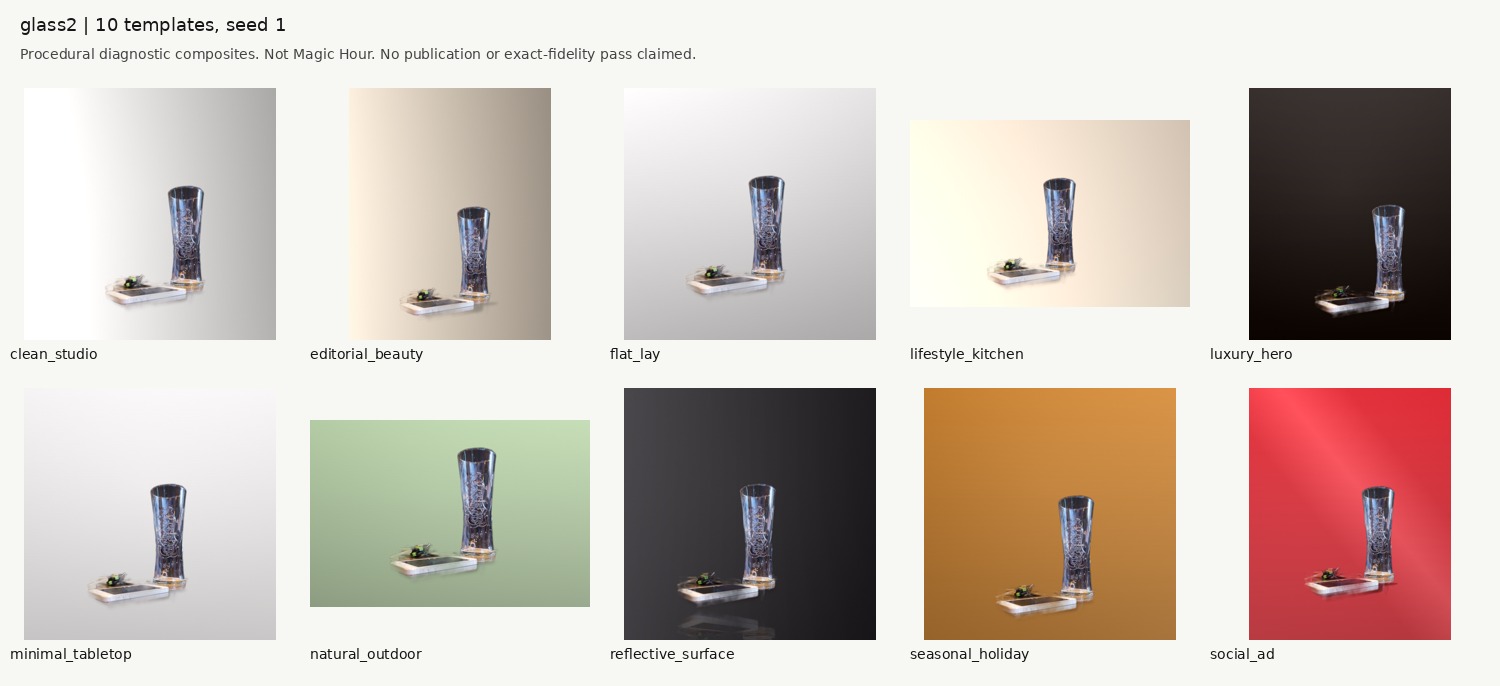 glass2 | 10 templates, seed 1
Procedural diagnostic composites. Not Magic Hour. No publication or exact-fidelity pass claimed.
clean_studio
editorial_beauty
flat_lay
lifestyle_kitchen
luxury_hero
minimal_tabletop
natural_outdoor
reflective_surface
seasonal_holiday
social_ad